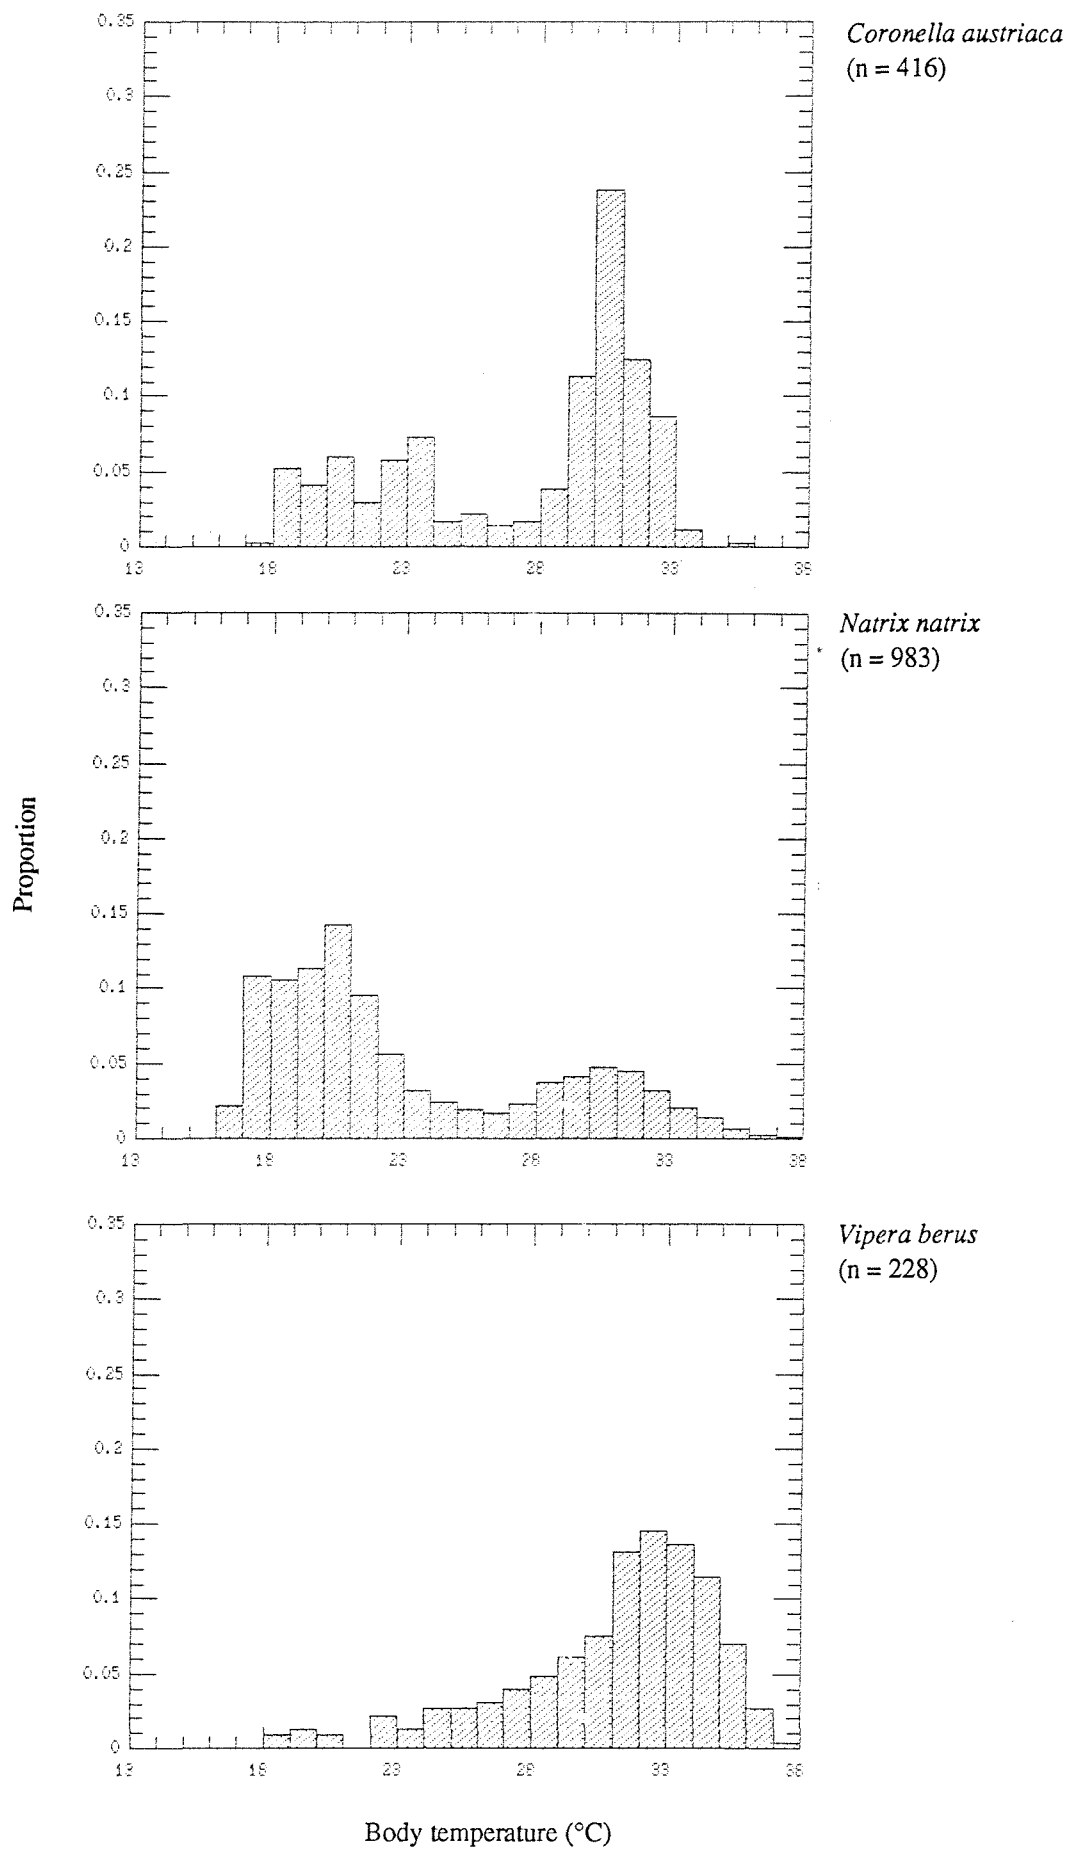 Coronella austriaca
(n = 416)
0.35
0.3
0.25
0.2
0.15
0.1
0.05
0
13 18 23 28 33 38
Natrix natrix
(n = 983)
0.35
0.3
0.25
0.2
0.15
0.1
0.05
0
13 18 23 28 33 38
Proportion
Vipera berus
(n = 228)
0.35
0.3
0.25
0.2
0.15
0.1
0.05
0
13 18 23 28 33 38
Body temperature (°C)